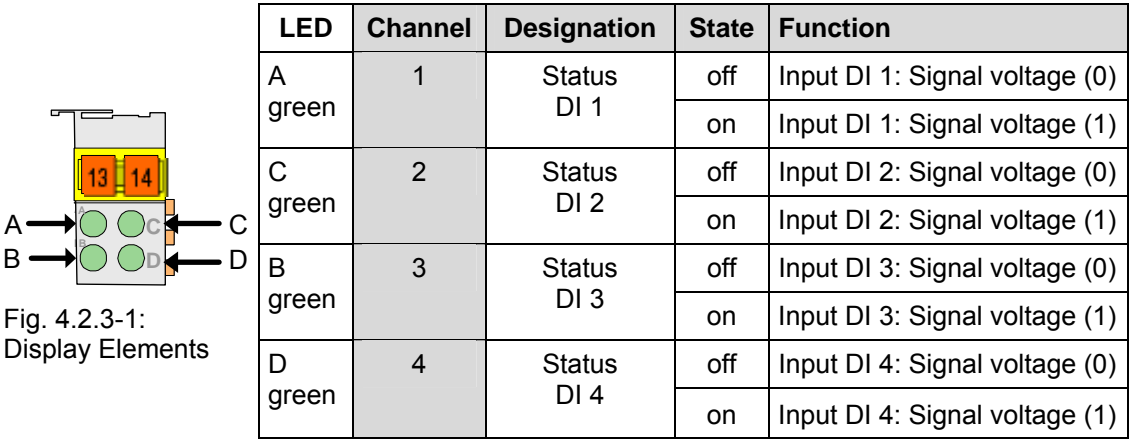 LED Channel Designation State Function
A green 1 Status DI 1 off Input DI 1: Signal voltage (0)
on Input DI 1: Signal voltage (1)
C green 2 Status DI 2 off Input DI 2: Signal voltage (0)
on Input DI 2: Signal voltage (1)
B green 3 Status DI 3 off Input DI 3: Signal voltage (0)
on Input DI 3: Signal voltage (1)
D green 4 Status DI 4 off Input DI 4: Signal voltage (0)
on Input DI 4: Signal voltage (1)
13 14
A A C C
B B D D
Fig. 4.2.3-1:
Display Elements